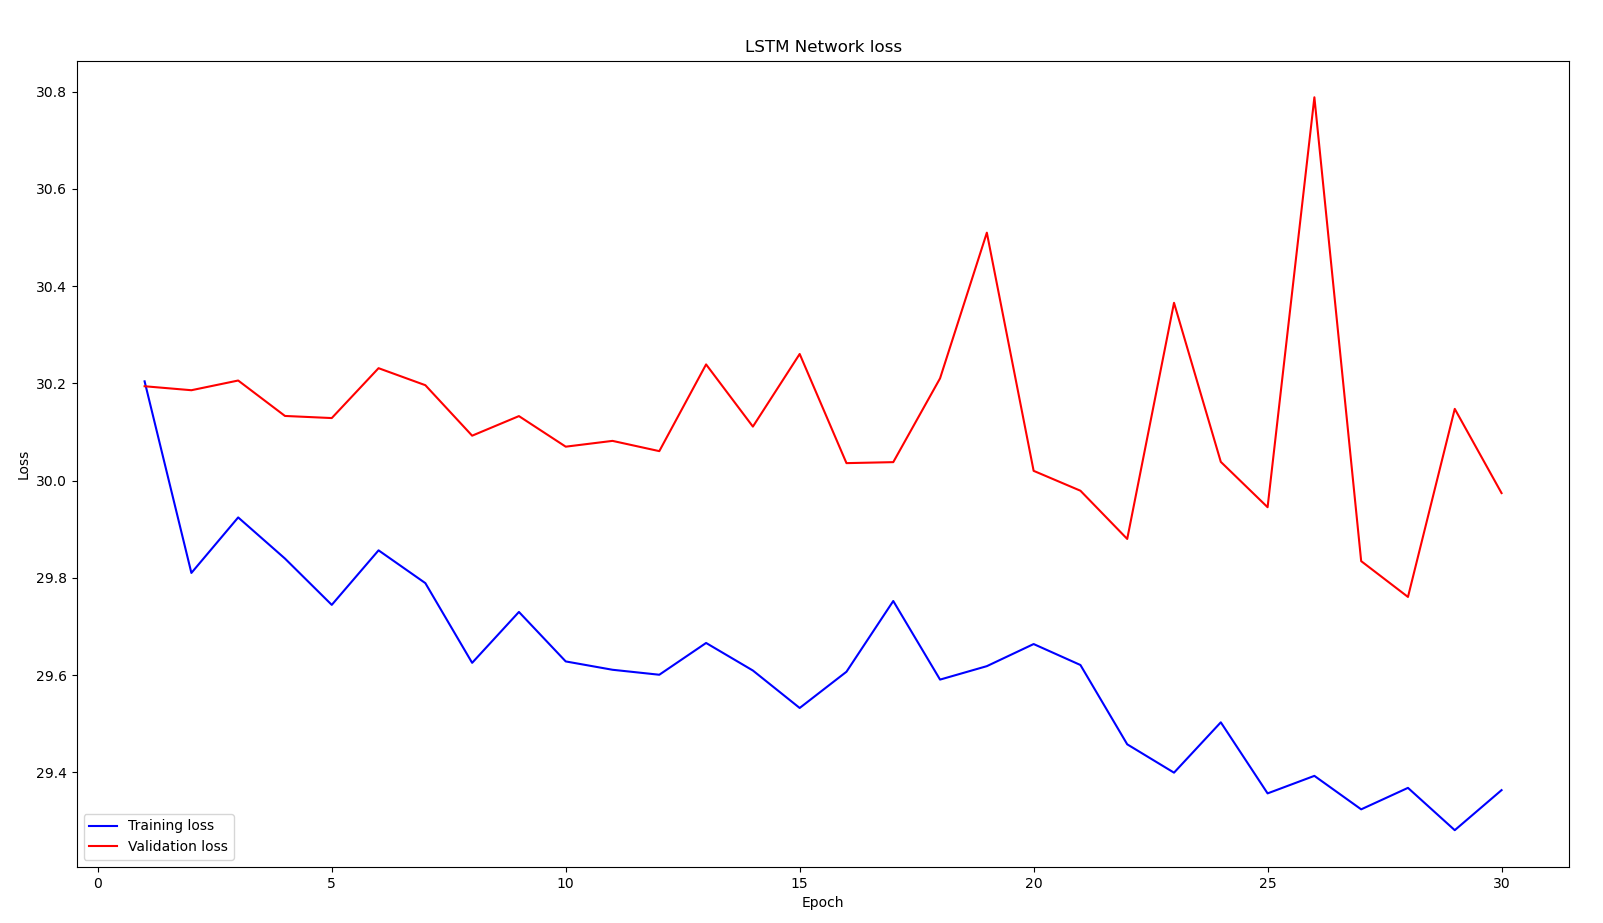 LSTM Network loss
30.8
30.6
30.4
30.2
30.0
29.8
29.6
29.4
Loss
Training loss
Validation loss
0 5 10 15 20 25 30
Epoch